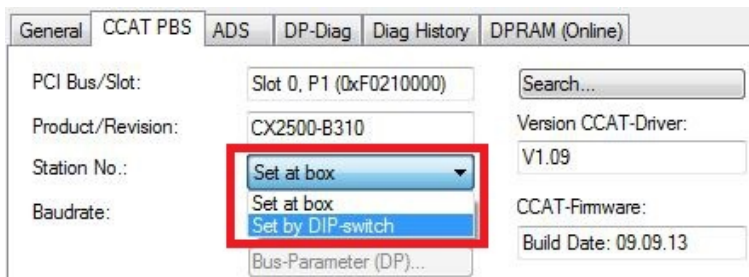 General CCAT PBS ADS DP-Diag Diag History DPRAM (Online)
PCI Bus/Slot: Slot 0, P1 (0xF0210000) Search...
Product/Revision: CX2500-B310 Version CCAT-Driver:
Station No.: Set at box V1.09
Set at box
Baudrate: Set by DIP-switch CCAT-Firmware:
Bus-Parameter (DP)... Build Date: 09.09.13